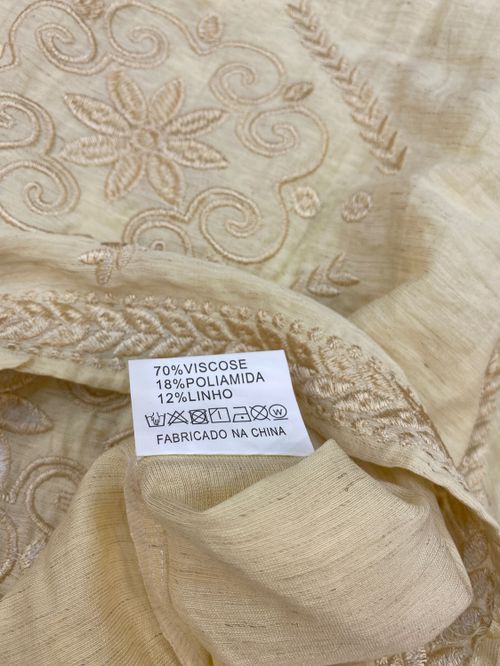 70%VISCOSE
18%POLIAMIDA
12%LINHO
FABRICADO NA CHINA